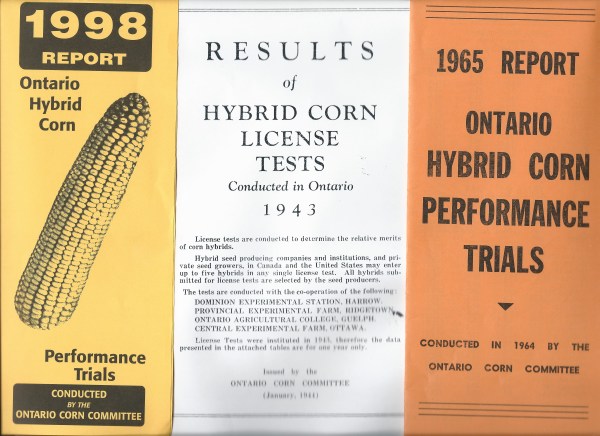 1998
REPORT
Ontario
Hybrid
Corn
Performance
Trials
CONDUCTED
BY THE
ONTARIO CORN COMMITTEE
RESULTS
of
HYBRID CORN
LICENSE
TESTS
Conducted in Ontario
1943
License tests are conducted to determine the relative merits
of corn hybrids.
Hybrid seed producing companies and institutions, and pri-
vate seed growers, in Canada and the United States may enter
up to five hybrids in any single license test. All hybrids sub-
mitted for license tests are selected by the seed producers.
The tests are conducted with the co-operation of the following:
DOMINION EXPERIMENTAL STATION, HARROW.
PROVINCIAL EXPERIMENTAL FARM, RIDGETOWN.
ONTARIO AGRICULTURAL COLLEGE, GUELPH.
CENTRAL EXPERIMENTAL FARM, OTTAWA.
License Tests were instituted in 1943, therefore the data
presented in the attached tables are for one year only.
Issued by the
ONTARIO CORN COMMITTEE
(January, 1944)
1965 REPORT
ONTARIO
HYBRID CORN
PERFORMANCE
TRIALS
CONDUCTED IN 1964 BY THE
ONTARIO CORN COMMITTEE